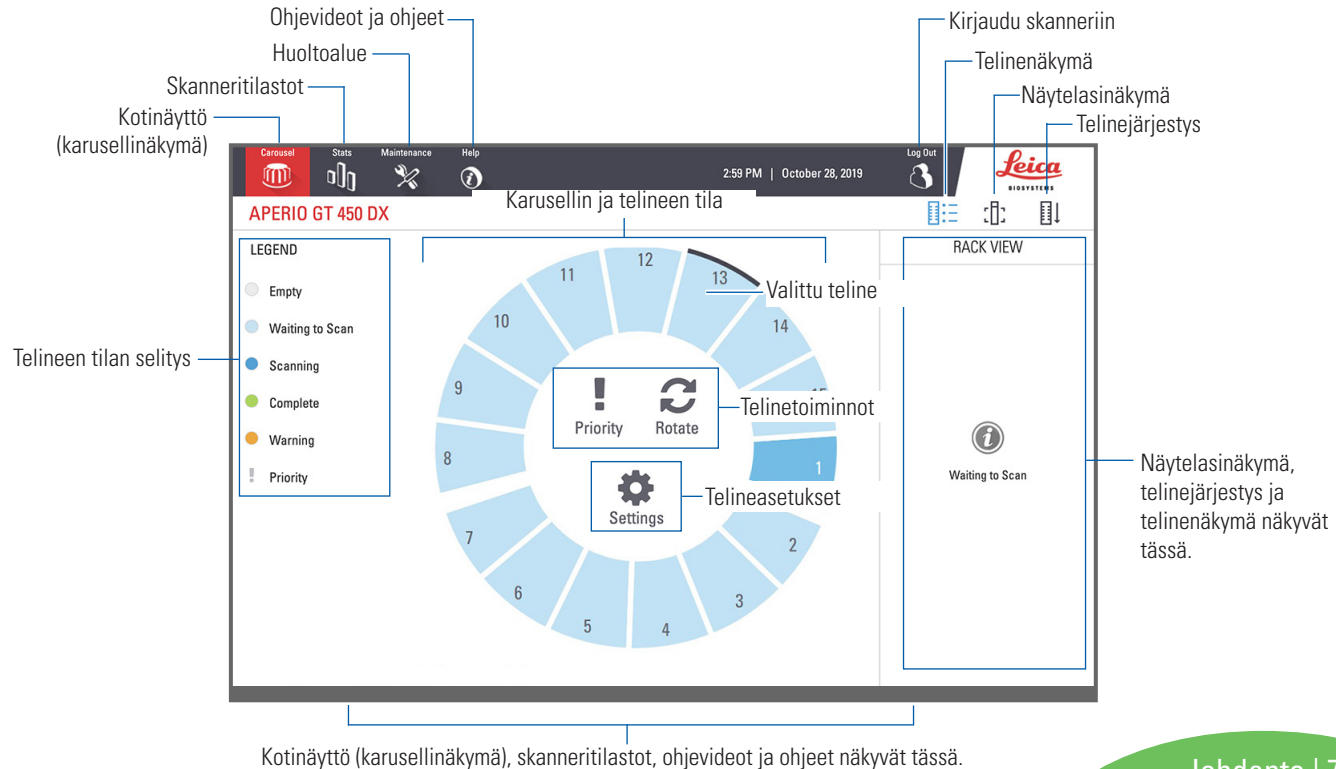 Ohjevideot ja ohjeet
Kirjaudu skanneriin
Huoltoalue
Telinenäkymä
Skanneritilastot
Näytelasinäkymä
Kotinäyttö
(karusellinäkymä)
Telinejärjestys
Carousel
Stats
Maintenance
Help
2:59 PM | October 28, 2019
Log Out
Leica
BIOSYSTEMS
APERIO GT 450 DX
Karusellin ja telineen tila
LEGEND
Empty
Waiting to Scan
Scanning
Complete
Warning
Priority
Telineen tilan selitys
12
11
13
Valittu teline
10
14
9
15
8
1
7
2
6
3
5
4
Priority
Rotate
Telinetoiminnot
Settings
Telineasetukset
RACK VIEW
Waiting to Scan
Näytelasinäkymä,
telinejärjestys ja
telinenäkymä näkyvät
tässä.
Kotinäyttö (karusellinäkymä), skanneritilastot, ohjevideot ja ohjeet näkyvät tässä.